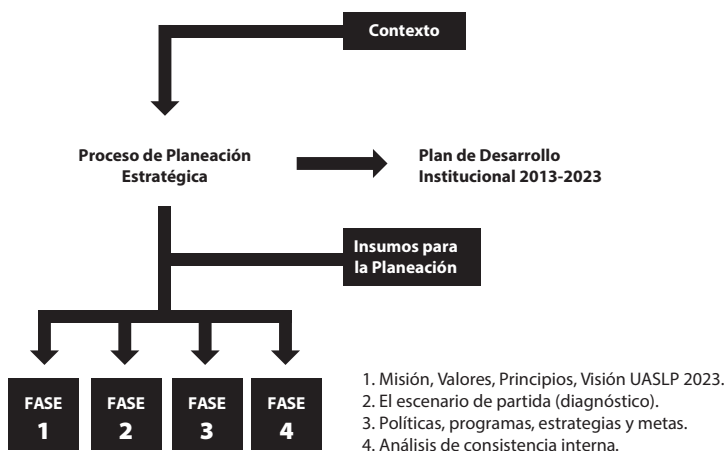 Contexto
Proceso de Planeación
Estratégica
Plan de Desarrollo
Institucional 2013-2023
Insumos para
la Planeación
FASE
1
FASE
2
FASE
3
FASE
4
1. Misión, Valores, Principios, Visión UASLP 2023.
2. El escenario de partida (diagnóstico).
3. Políticas, programas, estrategias y metas.
4. Análisis de consistencia interna.